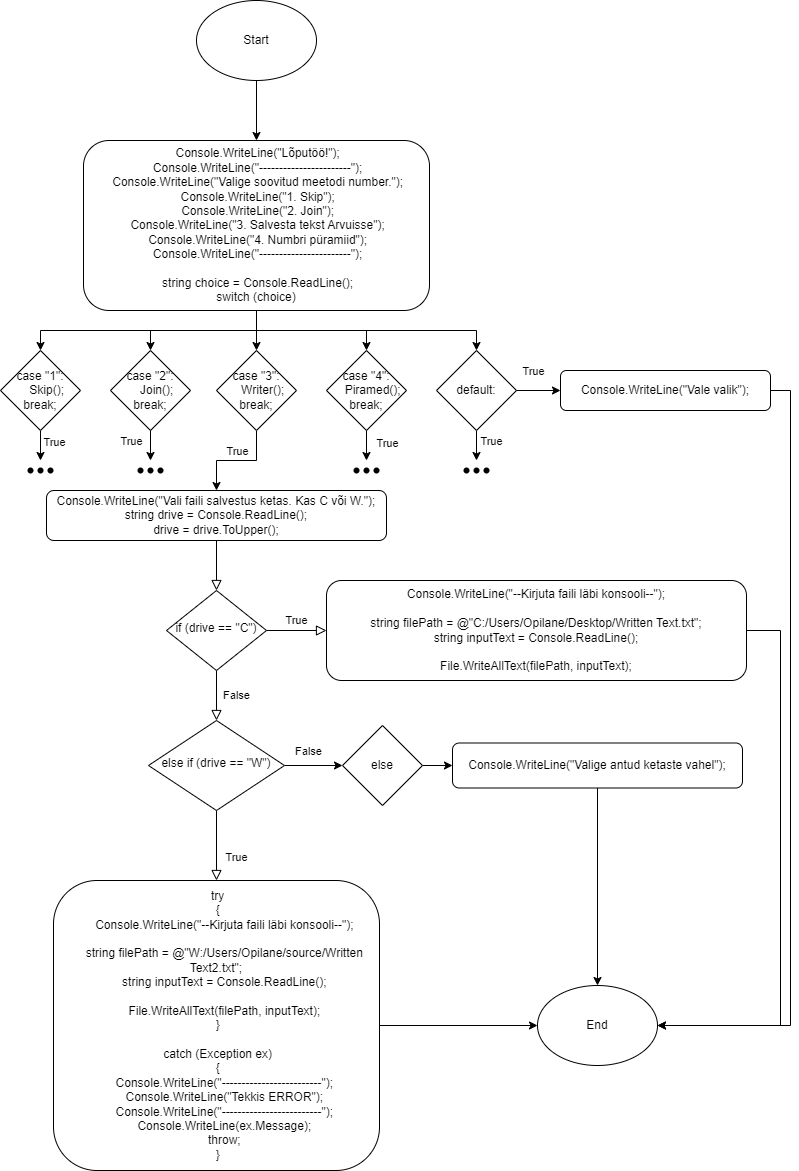 Start
Console.WriteLine("Lõputöö!");
Console.WriteLine("-----------------------");
Console.WriteLine("Valige soovitud meetodi number.");
Console.WriteLine("1. Skip");
Console.WriteLine("2. Join");
Console.WriteLine("3. Salvesta tekst Arvuisse");
Console.WriteLine("4. Numbri püramiid");
Console.WriteLine("-----------------------");
string choice = Console.ReadLine();
switch (choice)
case "1":
Skip();
break;
case "2":
Join();
break;
case "3":
Writer();
break;
case "4":
Piramed();
break;
default:
True
Console.WriteLine("Vale valik");
True
True
True
True
True
Console.WriteLine("Vali faili salvestus ketas. Kas C või W.");
string drive = Console.ReadLine();
drive = drive.ToUpper();
if (drive == "C")
True
Console.WriteLine("--Kirjuta faili läbi konsooli--");
string filePath = @"C:/Users/Opilane/Desktop/Written Text.txt";
string inputText = Console.ReadLine();
File.WriteAllText(filePath, inputText);
False
else if (drive == "W")
False
else
Console.WriteLine("Valige antud ketaste vahel");
True
try
{
Console.WriteLine("--Kirjuta faili läbi konsooli--");
string filePath = @"W:/Users/Opilane/source/Written
Text2.txt";
string inputText = Console.ReadLine();
File.WriteAllText(filePath, inputText);
}
catch (Exception ex)
{
Console.WriteLine("-------------------------");
Console.WriteLine("Tekkis ERROR");
Console.WriteLine("-------------------------");
Console.WriteLine(ex.Message);
throw;
}
End